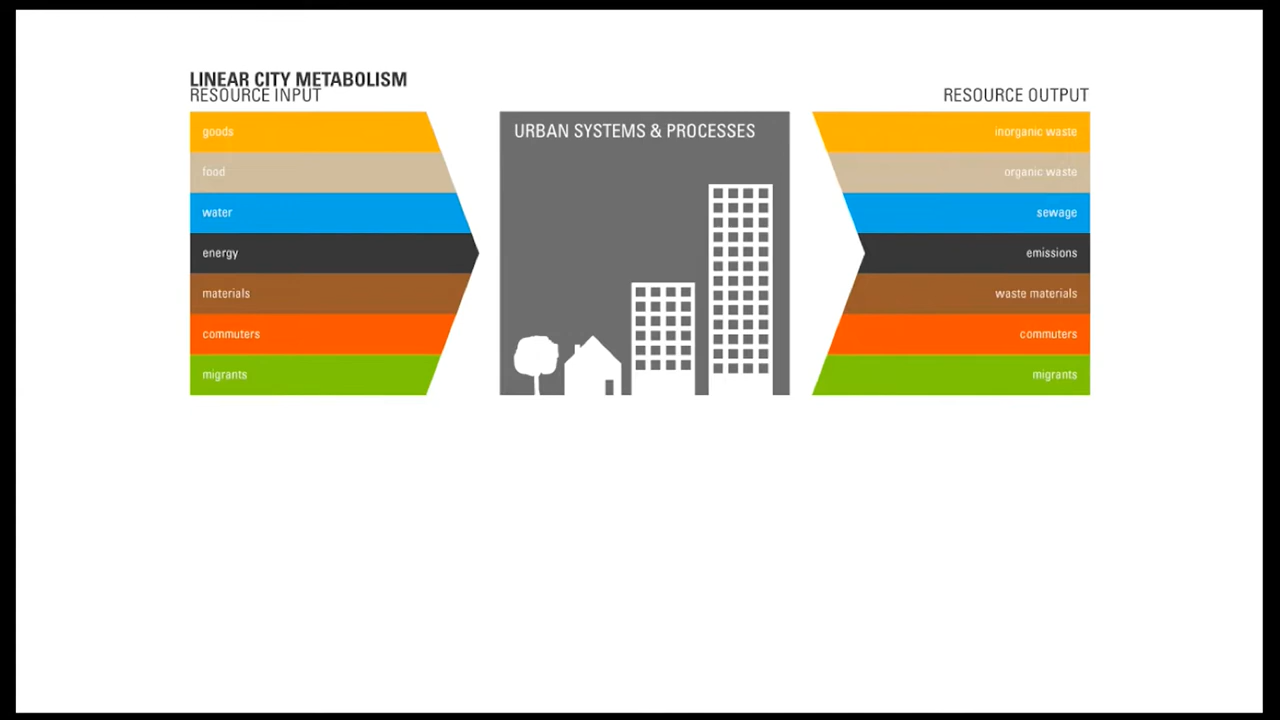 LINEAR CITY METABOLISM
RESOURCE INPUT
goods
food
water
energy
materials
commuters
migrants
URBAN SYSTEMS & PROCESSES
RESOURCE OUTPUT
inorganic waste
organic waste
sewage
emissions
waste materials
commuters
migrants